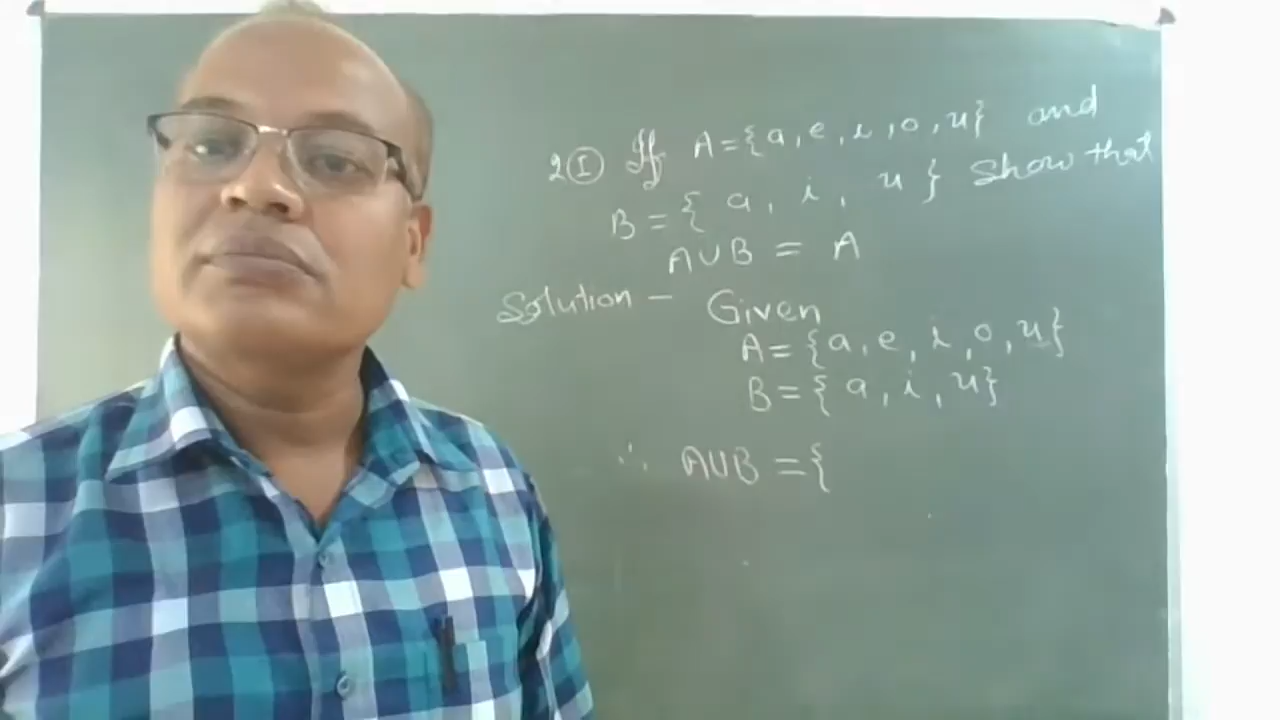 2(I) If A={a, e, i, o, u} and
B={ a, i, u } Show that
A∪B = A
Solution - Given
A={a, e, i, o, u}
B={ a, i, u}
∴ A∪B ={